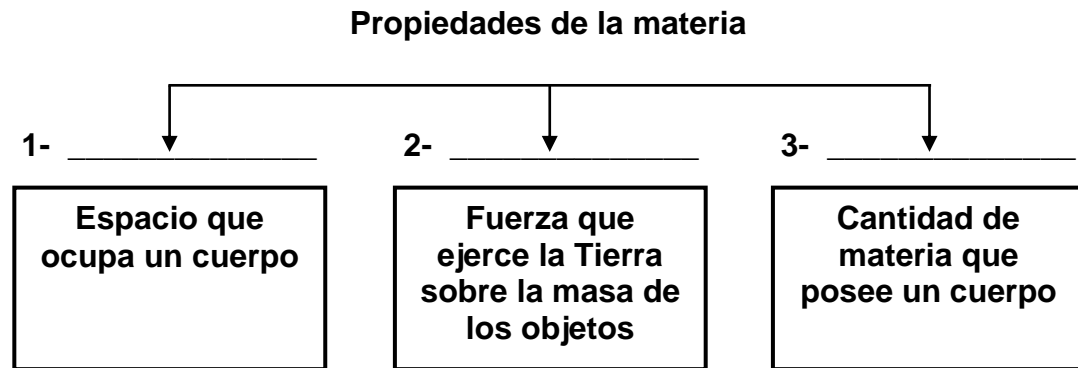 Propiedades de la materia
1- ______________
2- ______________
3- ______________
Espacio que
ocupa un cuerpo
Fuerza que
ejerce la Tierra
sobre la masa de
los objetos
Cantidad de
materia que
posee un cuerpo